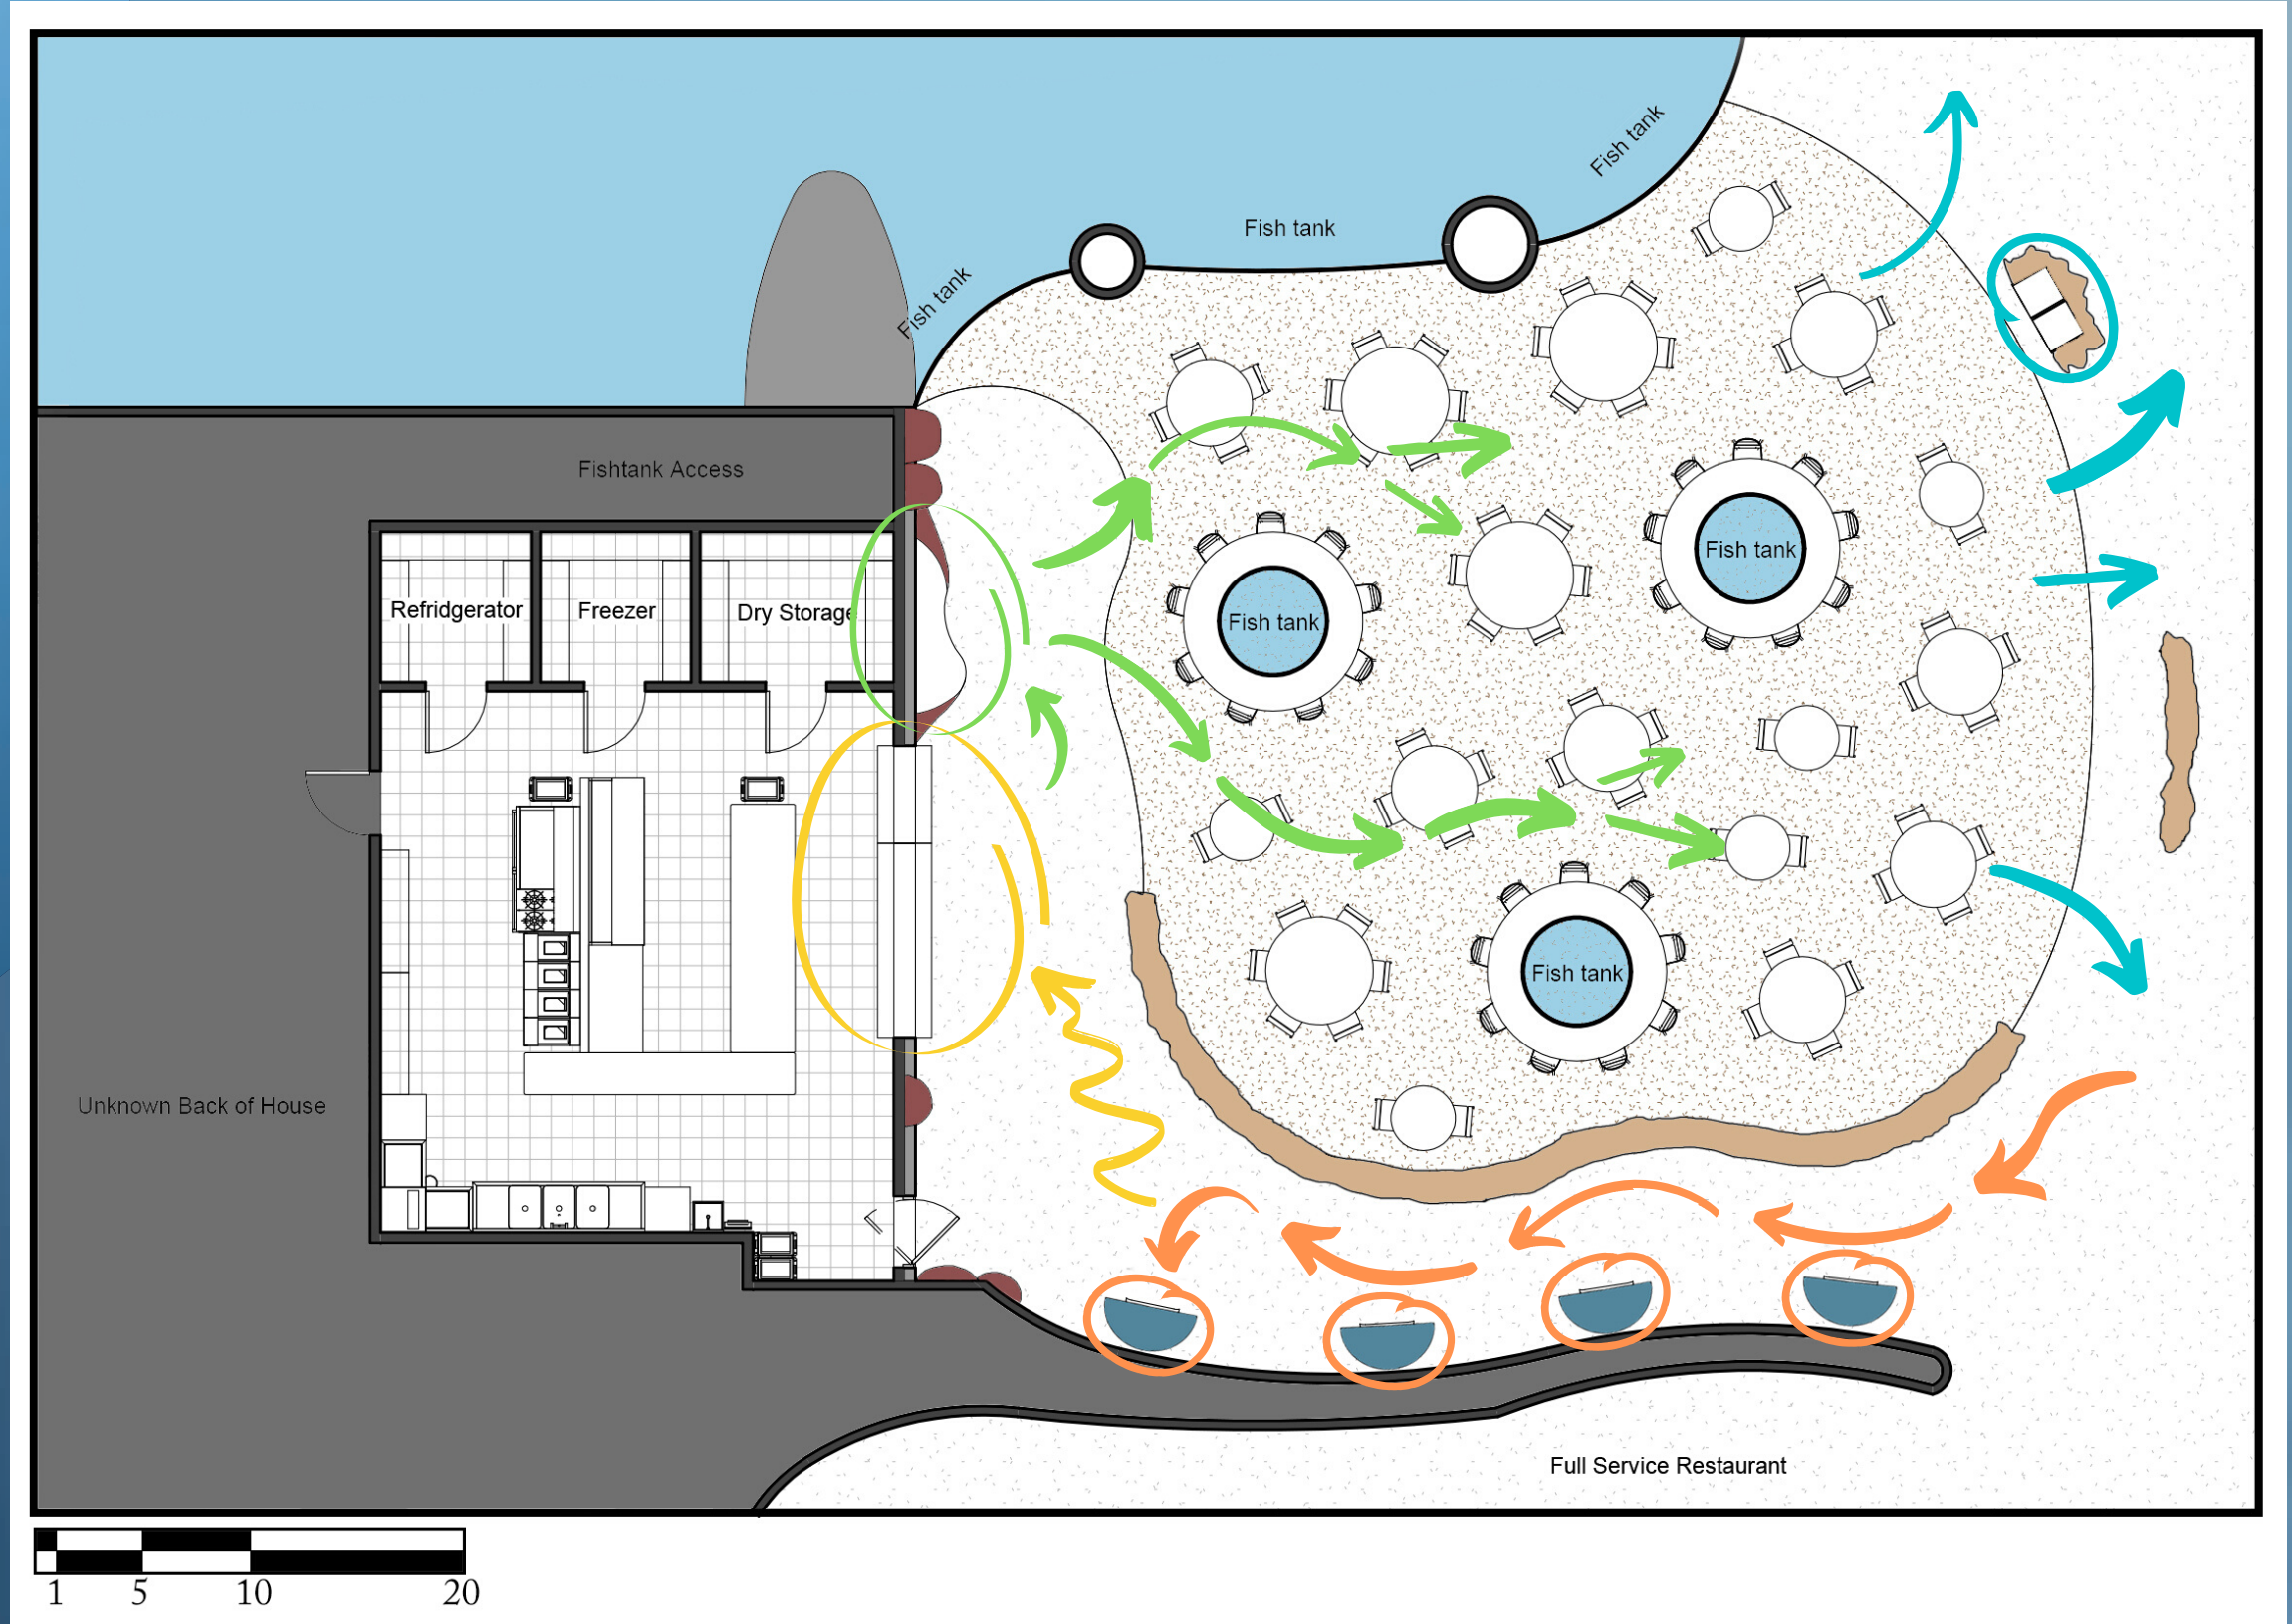 Fish tank
Fish tank
Fish tank
Fishtank Access
Refridgerator
Freezer
Dry Storage
Fish tank
Fish tank
Fish tank
Unknown Back of House
Full Service Restaurant
1 5 10 20